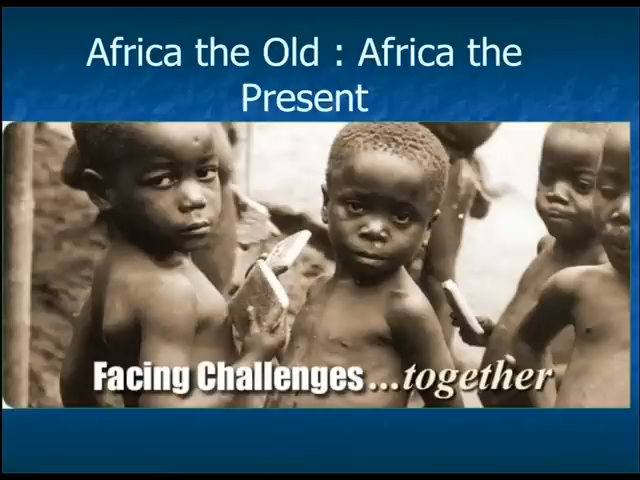 Africa the Old : Africa the
Present
Facing Challenges...together